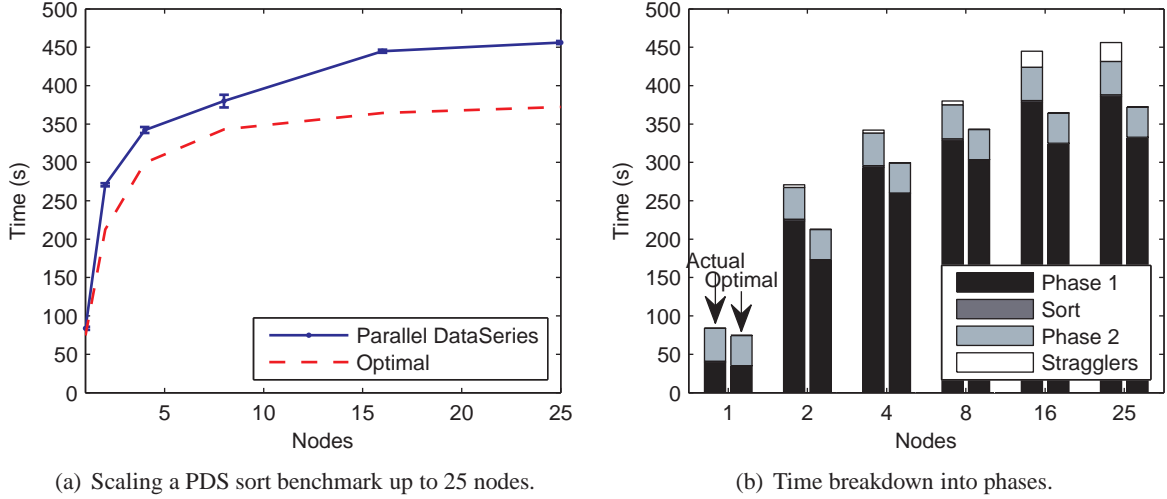 500
450
400
350
300
250
200
150
100
50
0
Time (s)
5 10 15 20 25
Nodes
Parallel DataSeries
Optimal
(a) Scaling a PDS sort benchmark up to 25 nodes.
500
450
400
350
300
250
200
150
100
50
0
Time (s)
Actual
Optimal
Phase 1
Sort
Phase 2
Stragglers
1 2 4 8 16 25
Nodes
(b) Time breakdown into phases.